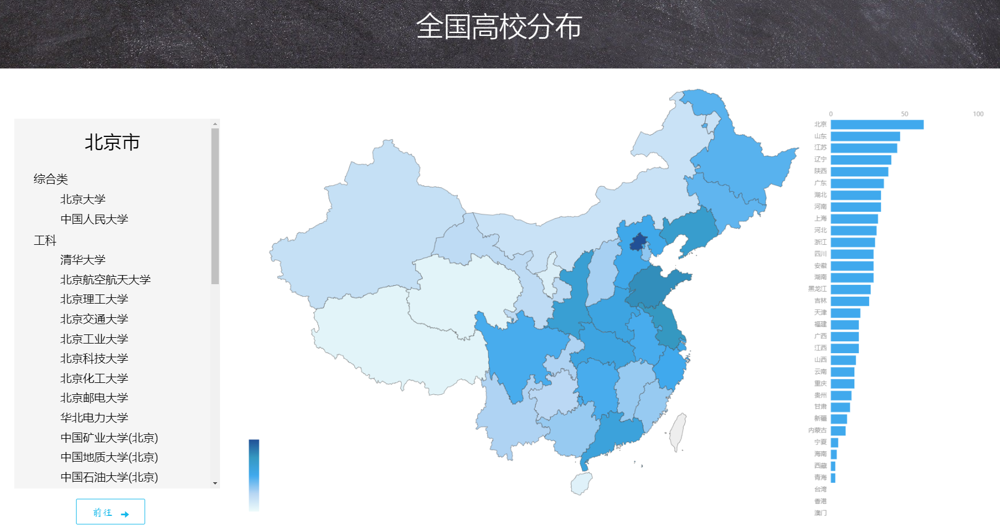 全国高校分布
北京市
综合类
北京大学
中国人民大学
工科
清华大学
北京航空航天大学
北京理工大学
北京交通大学
北京工业大学
北京科技大学
北京化工大学
北京邮电大学
华北电力大学
中国矿业大学(北京)
中国地质大学(北京)
中国石油大学(北京)
前往
0 50 100
北京
山东
江苏
辽宁
陕西
广东
湖北
河南
上海
河北
浙江
四川
安徽
湖南
黑龙江
吉林
天津
福建
广西
江西
山西
云南
重庆
贵州
甘肃
新疆
内蒙古
宁夏
海南
西藏
青海
台湾
香港
澳门